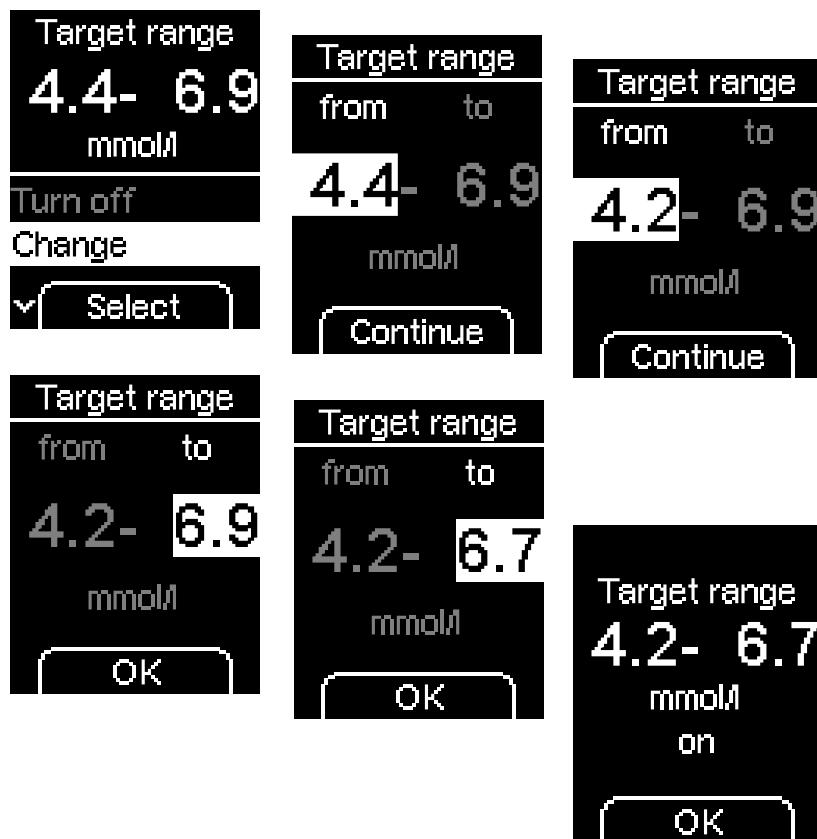 Target range
4.4- 6.9
mmol/l
Turn off
Change
Select
Target range
from to
4.4- 6.9
mmol/l
Continue
Target range
from to
4.2- 6.9
mmol/l
Continue
Target range
from to
4.2- 6.9
mmol/l
OK
Target range
from to
4.2- 6.7
mmol/l
OK
Target range
4.2- 6.7
mmol/l
on
OK